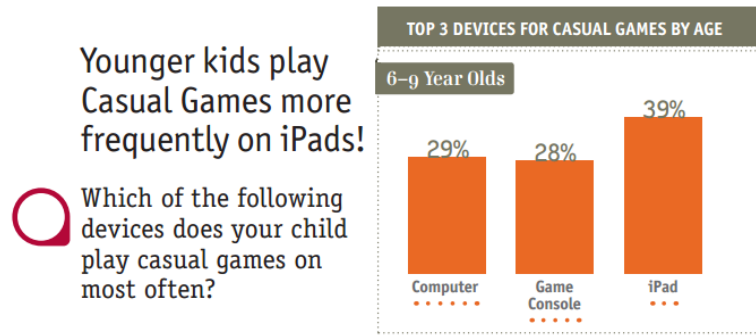 Younger kids play
Casual Games more
frequently on iPads!
Which of the following
devices does your child
play casual games on
most often?
TOP 3 DEVICES FOR CASUAL GAMES BY AGE
6–9 Year Olds
29%
28%
39%
Computer
Game
Console
iPad